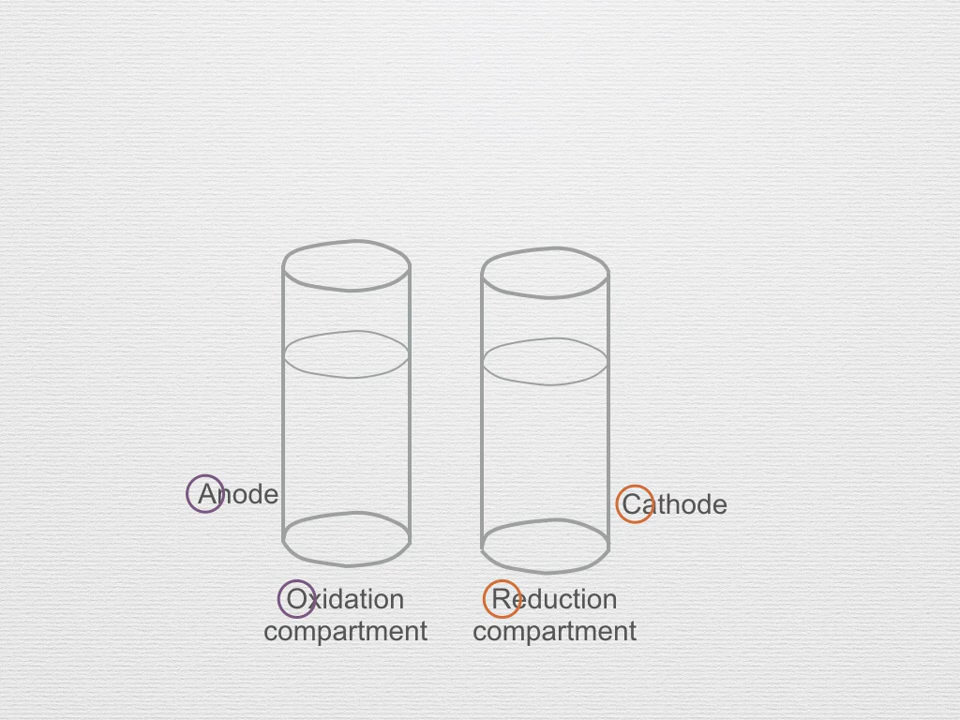 Anode
Cathode
Oxidation
compartment
Reduction
compartment